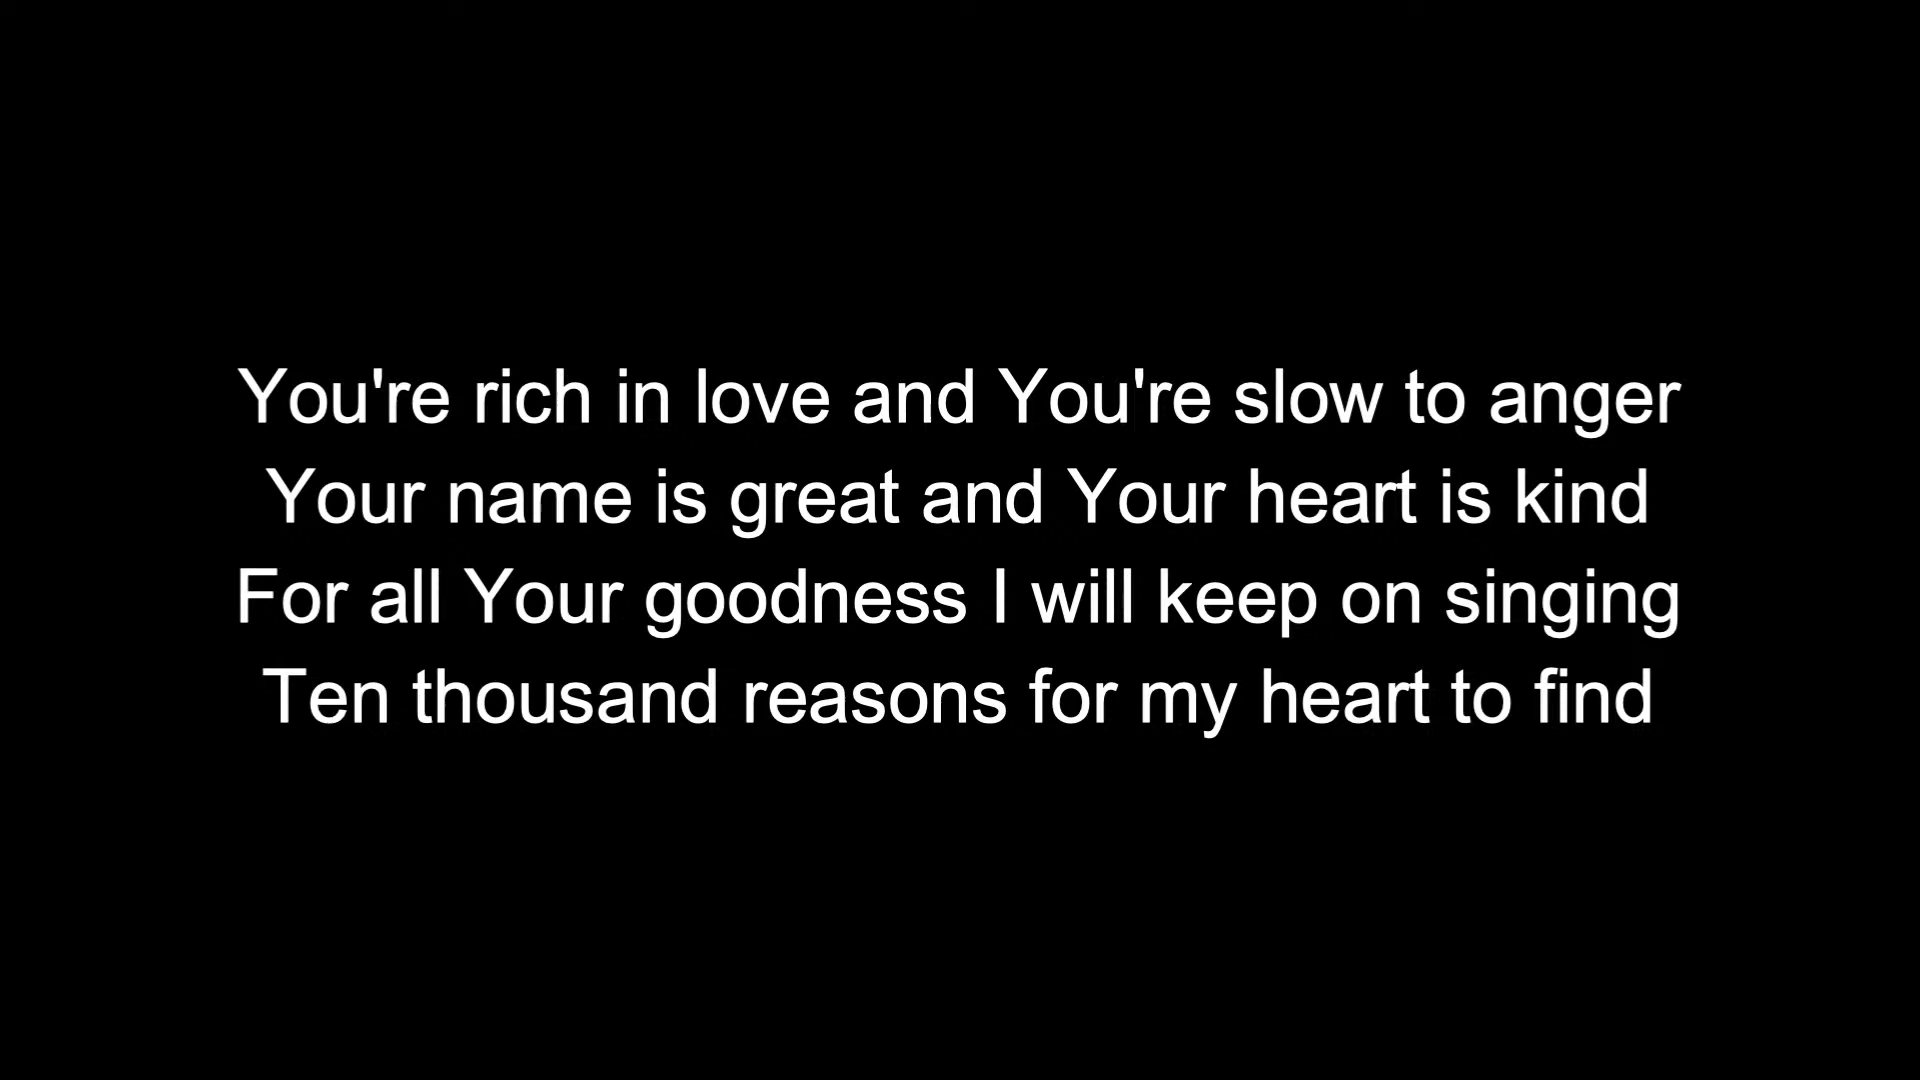 You're rich in love and You're slow to anger
Your name is great and Your heart is kind
For all Your goodness I will keep on singing
Ten thousand reasons for my heart to find